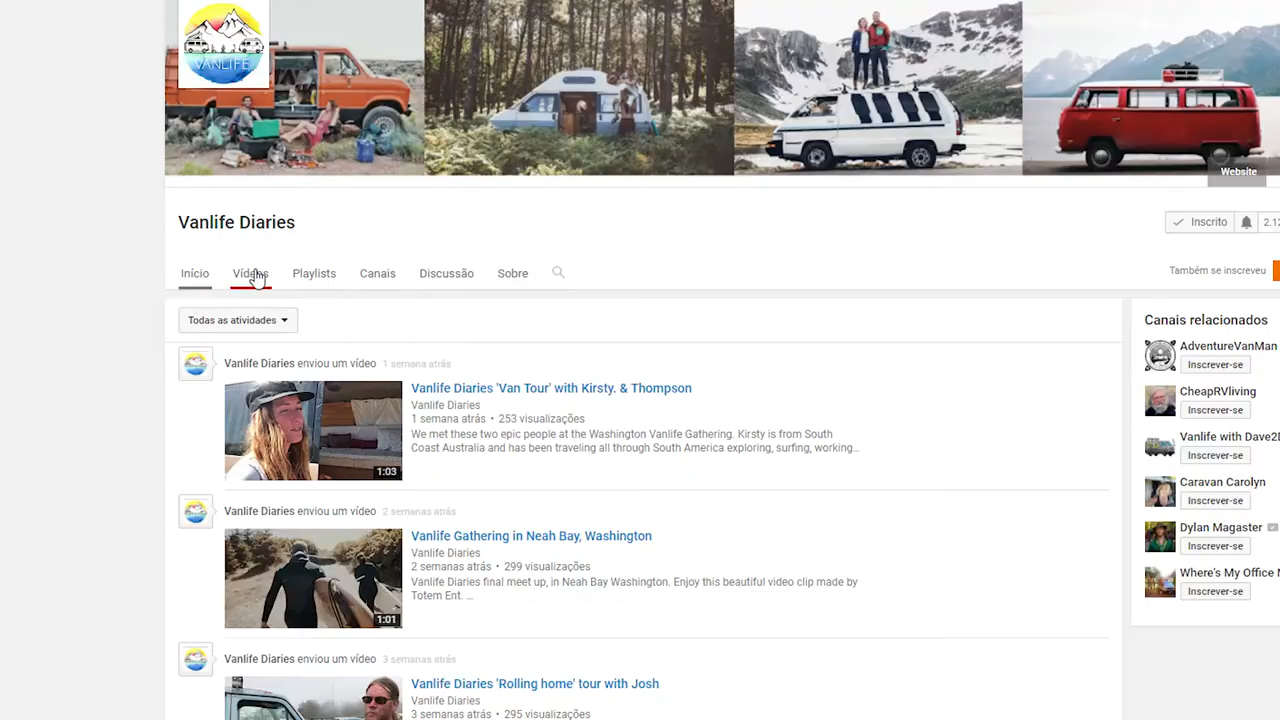 VANLIFE
Website
Vanlife Diaries
Inscrito
2.12
Início Vídeos Playlists Canais Discussão Sobre
Também se inscreveu
Todas as atividades
Vanlife Diaries enviou um vídeo 1 semana atrás
Vanlife Diaries 'Van Tour' with Kirsty. & Thompson
Vanlife Diaries
1 semana atrás • 253 visualizações
We met these two epic people at the Washington Vanlife Gathering. Kirsty is from South
Coast Australia and has been traveling all through South America exploring, surfing, working...
1:03
Vanlife Diaries enviou um vídeo 2 semanas atrás
Vanlife Gathering in Neah Bay, Washington
Vanlife Diaries
2 semanas atrás • 299 visualizações
Vanlife Diaries final meet up, in Neah Bay Washington. Enjoy this beautiful video clip made by
Totem Ent. ...
1:01
Vanlife Diaries enviou um vídeo 3 semanas atrás
Vanlife Diaries 'Rolling home' tour with Josh
Vanlife Diaries
3 semanas atrás • 295 visualizações
Canais relacionados
AdventureVanMan
Inscrever-se
CheapRVliving
Inscrever-se
Vanlife with Dave2D
Inscrever-se
Caravan Carolyn
Inscrever-se
Dylan Magaster
Inscrever-se
Where's My Office N
Inscrever-se